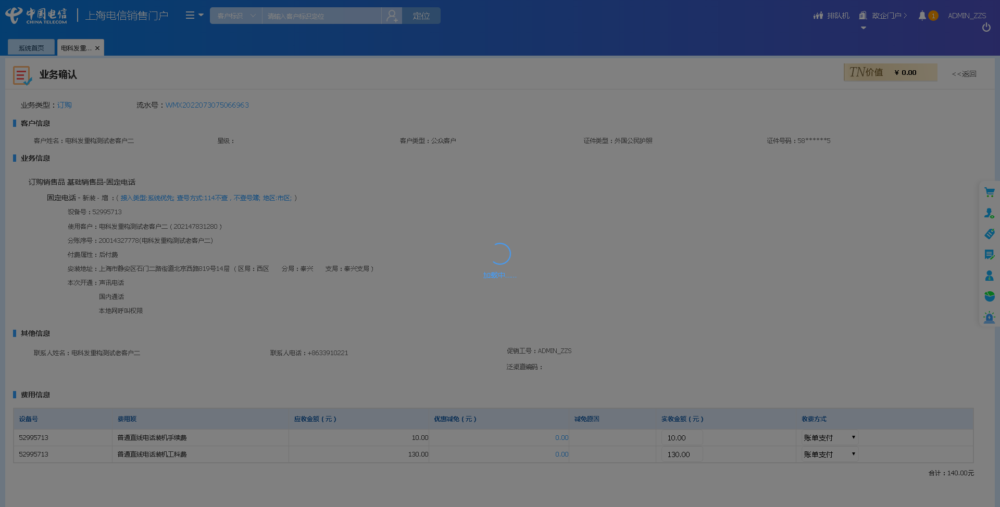 中国电信 CHINA TELECOM 上海电信销售门户 客户标识 请输入客户标识定位 定位 排队机 政企门户 1 ADMIN_ZZS
系统首页 电科发重... ×
业务确认 TN价值 ¥ 0.00 <<返回
业务类型：订购 流水号：WMX2022073075066963
客户信息
客户姓名：电科发重构测试老客户二 星级： 客户类型：公众客户 证件类型：外国公民护照 证件号码：58******5
业务信息
订购销售品 基础销售品-固定电话
固定电话 - 新装 - 增 ：( 接入类型:系统优先; 查号方式:114不查，不登号簿; 地区:市区; )
设备号：52995713
使用客户：电科发重构测试老客户二（202147831280）
分账序号：20014327778(电科发重构测试老客户二)
付费属性：后付费
安装地址：上海市静安区石门二路街道北京西路819号14层 （区局：西区 分局：泰兴 支局：泰兴支局）
加载中......
本次开通：声讯电话
国内通话
本地网呼叫权限
其他信息
联系人姓名：电科发重构测试老客户二 联系人电话：+8633910221 促销工号：ADMIN_ZZS
泛渠道编码：
费用信息
设备号 费用项 应收金额（元） 优惠减免（元） 减免原因 实收金额（元） 收费方式
52995713 普通直线电话装机手续费 10.00 0.00 10.00 账单支付
52995713 普通直线电话装机工料费 130.00 0.00 130.00 账单支付
合计：140.00元